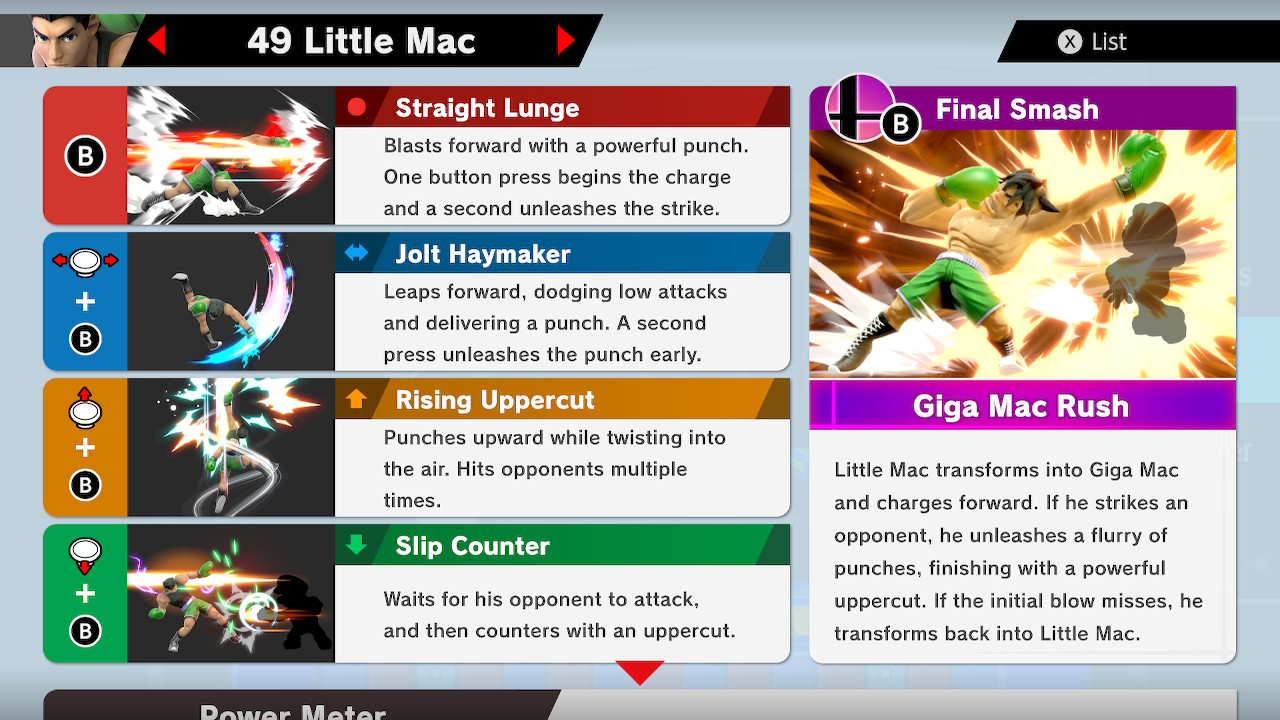 49 Little Mac
X List
B
Straight Lunge
Blasts forward with a powerful punch.
One button press begins the charge
and a second unleashes the strike.
+
B
Jolt Haymaker
Leaps forward, dodging low attacks
and delivering a punch. A second
press unleashes the punch early.
+
B
Rising Uppercut
Punches upward while twisting into
the air. Hits opponents multiple
times.
+
B
Slip Counter
Waits for his opponent to attack,
and then counters with an uppercut.
B
Final Smash
Giga Mac Rush
Little Mac transforms into Giga Mac
and charges forward. If he strikes an
opponent, he unleashes a flurry of
punches, finishing with a powerful
uppercut. If the initial blow misses, he
transforms back into Little Mac.
Power Meter